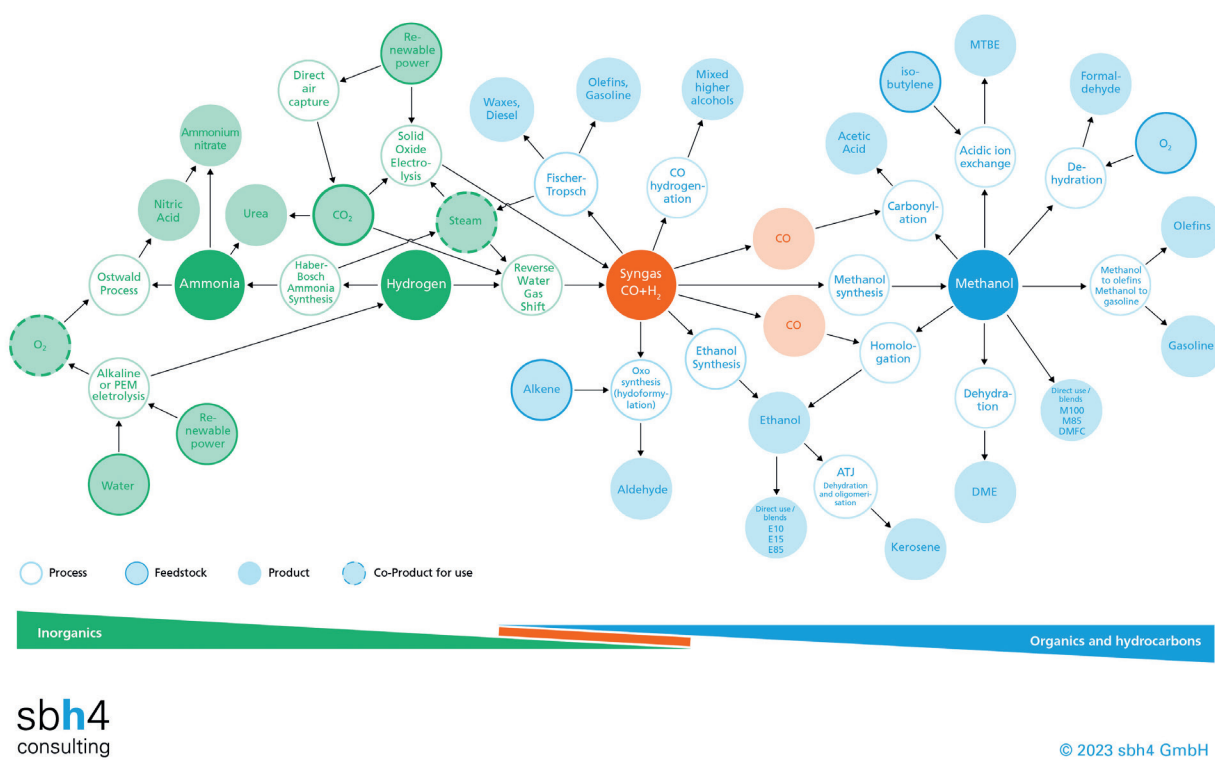 Re-
newable
power
Direct
air
capture
Waxes,
Diesel
Olefins,
Gasoline
Mixed
higher
alcohols
MTBE
iso-
butylene
Formal-
dehyde
Ammonium
nitrate
Solid
Oxide
Electro-
lysis
Acetic
Acid
Acidic ion
exchange
O2
Nitric
Acid
Urea
CO2
Steam
Fischer-
Tropsch
CO
hydrogen-
ation
Carbonyl-
ation
De-
hydration
Olefins
CO
Ostwald
Process
Ammonia
Haber-
Bosch
Ammonia
Synthesis
Hydrogen
Reverse
Water
Gas
Shift
Syngas
CO+H2
Methanol
synthesis
Methanol
Methanol
to olefins
Methanol to
gasoline
CO
O2
Ethanol
Synthesis
Homolo-
gation
Gasoline
Alkaline
or PEM
eletrolysis
Alkene
Oxo
synthesis
(hydoformy-
lation)
Dehydra-
tion
Direct use /
blends
M100
M85
DMFC
Re-
newable
power
Ethanol
Water
Aldehyde
ATJ
Dehydration
and oligomeri-
sation
DME
Direct use /
blends
E10
E15
E85
Kerosene
Process
Feedstock
Product
Co-Product for use
Inorganics
Organics and hydrocarbons
sbh4
consulting
© 2023 sbh4 GmbH